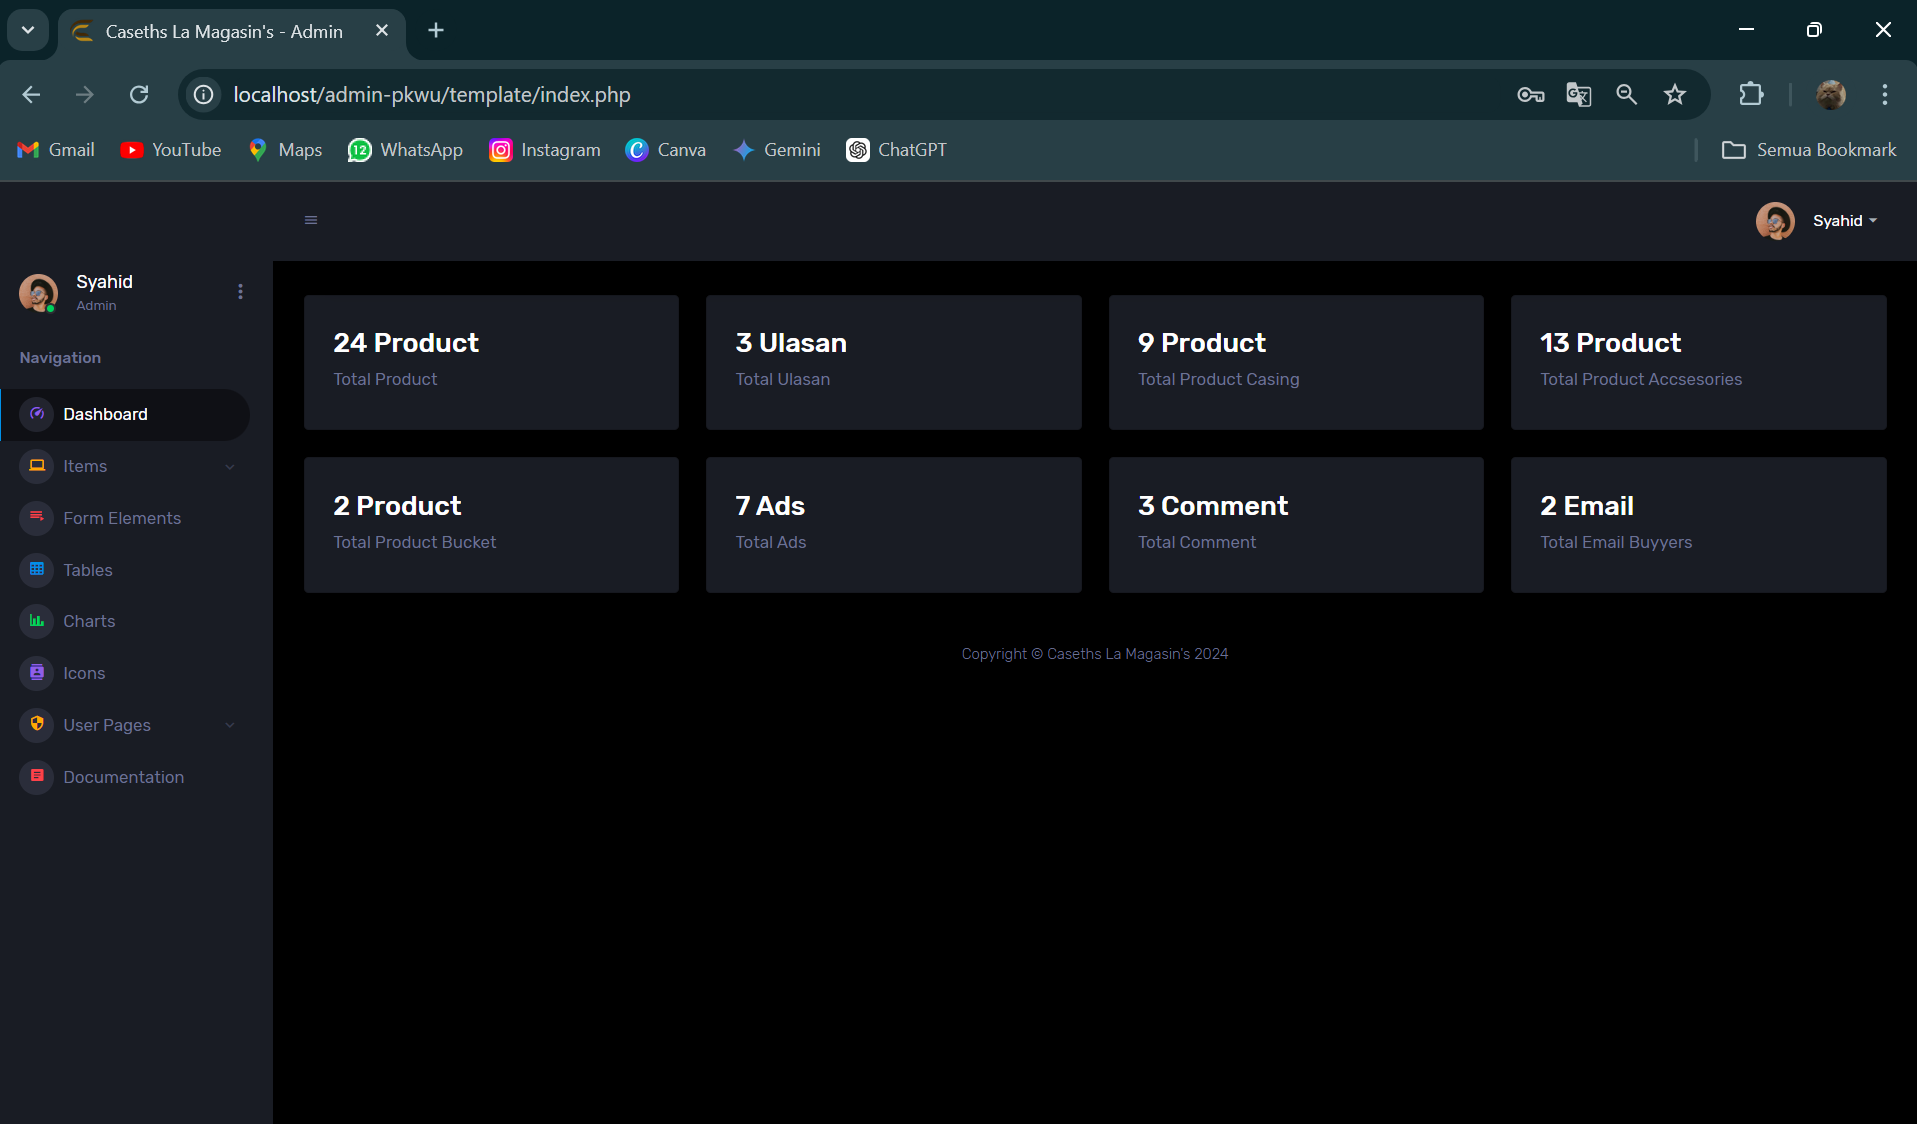 Caseths La Magasin's - Admin
localhost/admin-pkwu/template/index.php
Gmail
YouTube
Maps
12
WhatsApp
Instagram
Canva
Gemini
ChatGPT
Semua Bookmark
Syahid
Syahid
Admin
Navigation
Dashboard
Items
Form Elements
Tables
Charts
Icons
User Pages
Documentation
24 Product
Total Product
3 Ulasan
Total Ulasan
9 Product
Total Product Casing
13 Product
Total Product Accsesories
2 Product
Total Product Bucket
7 Ads
Total Ads
3 Comment
Total Comment
2 Email
Total Email Buyyers
Copyright © Caseths La Magasin's 2024